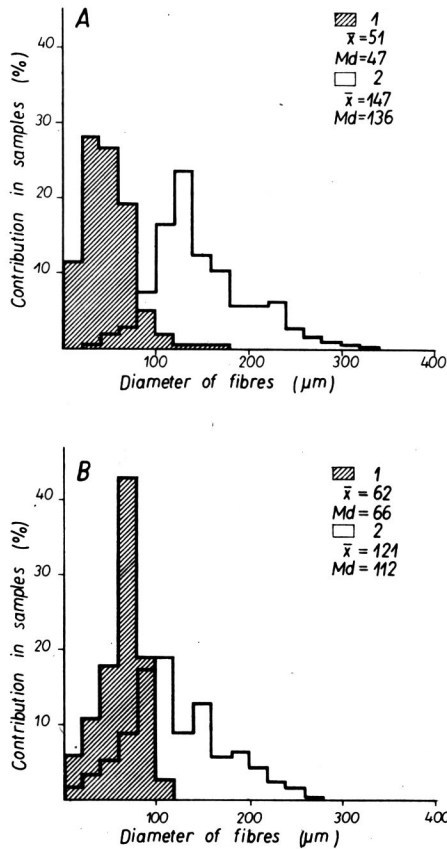 A
1
x̄ = 51
Md = 47
2
x̄ = 147
Md = 136
Contribution in samples (%)
40
30
20
10
100 200 300 400
Diameter of fibres (μm)
B
1
x̄ = 62
Md = 66
2
x̄ = 121
Md = 112
Contribution in samples (%)
40
30
20
10
100 200 300 400
Diameter of fibres (μm)